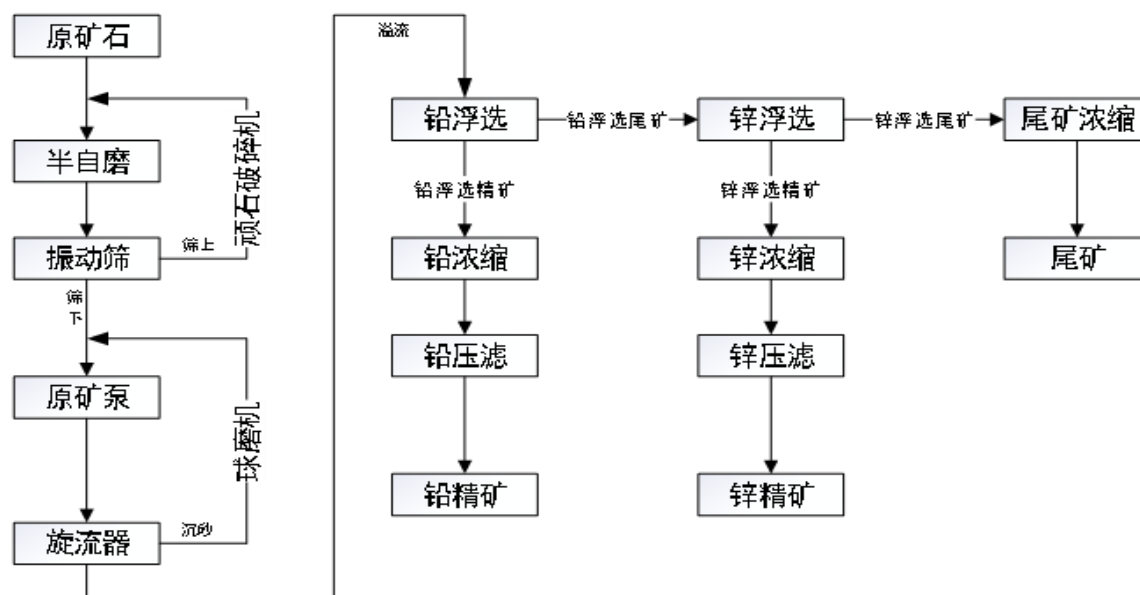 原矿石
半自磨
顽石破碎机
振动筛
筛上
筛
下
原矿泵
球磨机
旋流器
沉砂
溢流
铅浮选
铅浮选尾矿
锌浮选
锌浮选尾矿
尾矿浓缩
铅浮选精矿
锌浮选精矿
铅浓缩
锌浓缩
尾矿
铅压滤
锌压滤
铅精矿
锌精矿